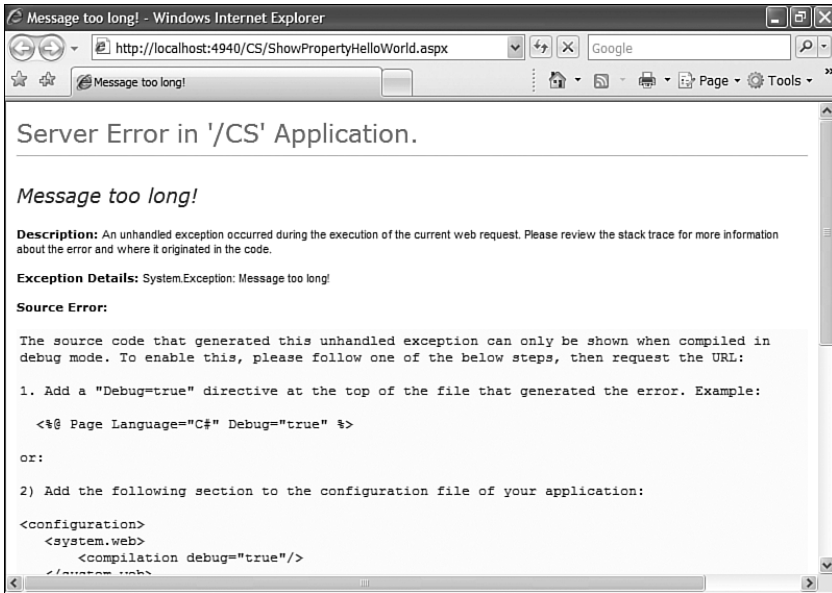 Message too long! - Windows Internet Explorer
http://localhost:4940/CS/ShowPropertyHelloWorld.aspx
Google
Message too long!
Page
Tools
Server Error in '/CS' Application.
Message too long!
Description: An unhandled exception occurred during the execution of the current web request. Please review the stack trace for more information
about the error and where it originated in the code.
Exception Details: System.Exception: Message too long!
Source Error:
The source code that generated this unhandled exception can only be shown when compiled in
debug mode. To enable this, please follow one of the below steps, then request the URL:
1. Add a "Debug=true" directive at the top of the file that generated the error. Example:
<%@ Page Language="C#" Debug="true" %>
or:
2) Add the following section to the configuration file of your application:
<configuration>
<system.web>
<compilation debug="true"/>
</system.web>